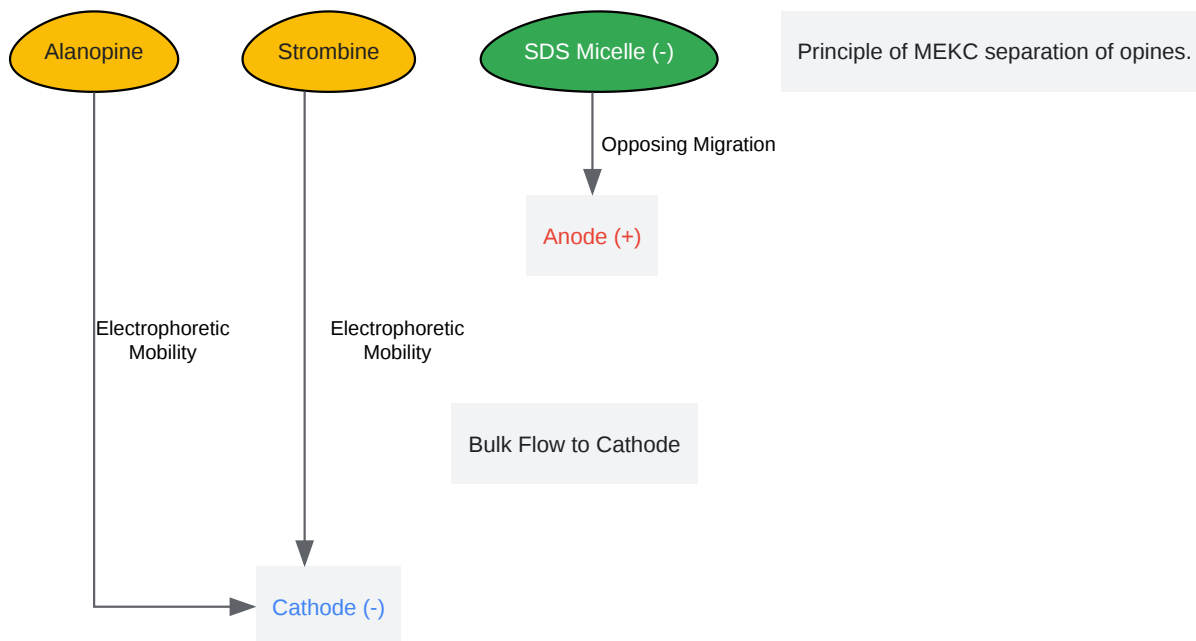 Alanopine
Strombine
SDS Micelle (-)
Principle of MEKC separation of opines.
Opposing Migration
Anode (+)
Electrophoretic
Mobility
Electrophoretic
Mobility
Bulk Flow to Cathode
Cathode (-)